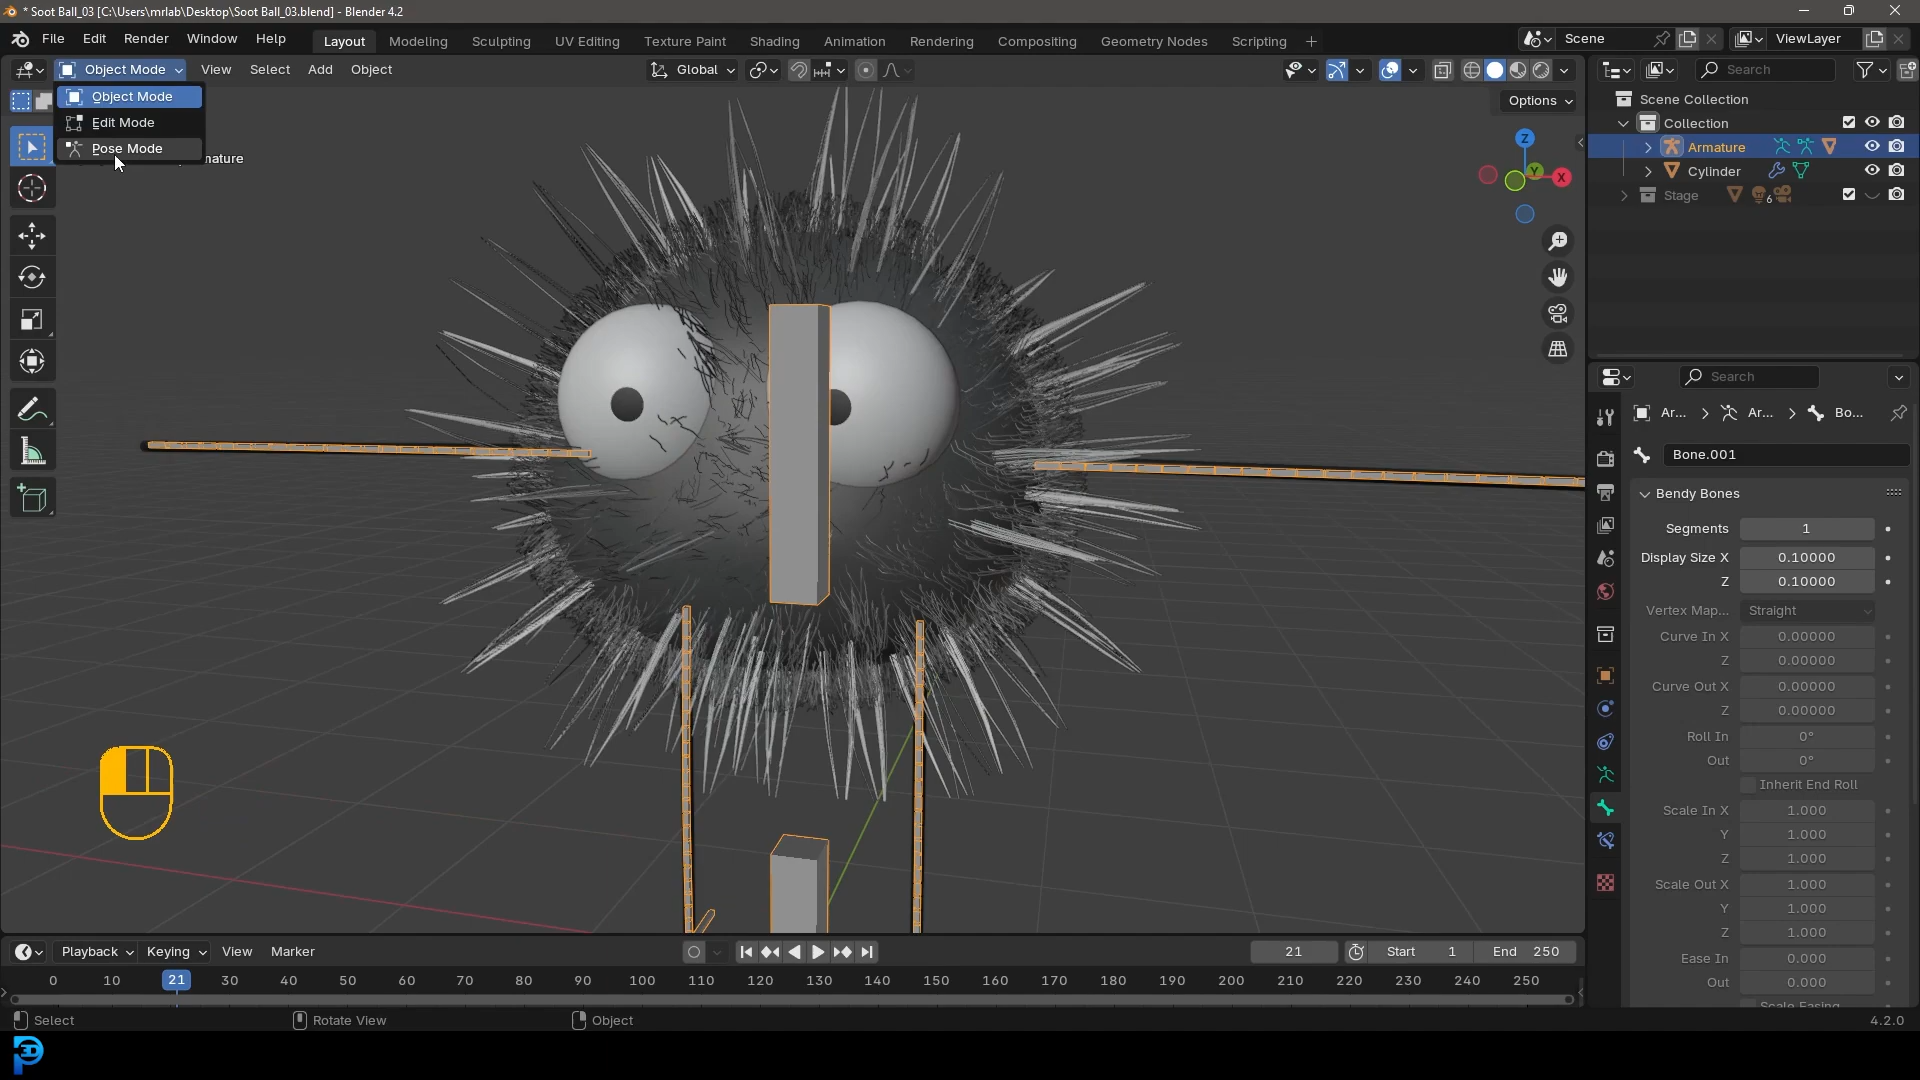 * Soot Ball_03 [C:\Users\mrlab\Desktop\Soot Ball_03.blend] - Blender 4.2
File Edit Render Window Help Layout Modeling Sculpting UV Editing Texture Paint Shading Animation Rendering Compositing Geometry Nodes Scripting + Scene ViewLayer
Object Mode View Select Add Object Global Search
Options
Object Mode
Edit Mode
Pose Mode
nature
Z
Y
X
Scene Collection
Collection
Armature
Cylinder
Stage 6
Search
Ar... Ar... Bo...
Bone.001
Bendy Bones
Segments 1
Display Size X 0.10000
Z 0.10000
Vertex Map... Straight
Curve In X 0.00000
Z 0.00000
Curve Out X 0.00000
Z 0.00000
Roll In 0°
Out 0°
Inherit End Roll
Scale In X 1.000
Y 1.000
Z 1.000
Scale Out X 1.000
Y 1.000
Z 1.000
Ease In 0.000
Out 0.000
Scale Easing
Playback Keying View Marker 21 Start 1 End 250
0 10 21 30 40 50 60 70 80 90 100 110 120 130 140 150 160 170 180 190 200 210 220 230 240 250
Select Rotate View Object 4.2.0